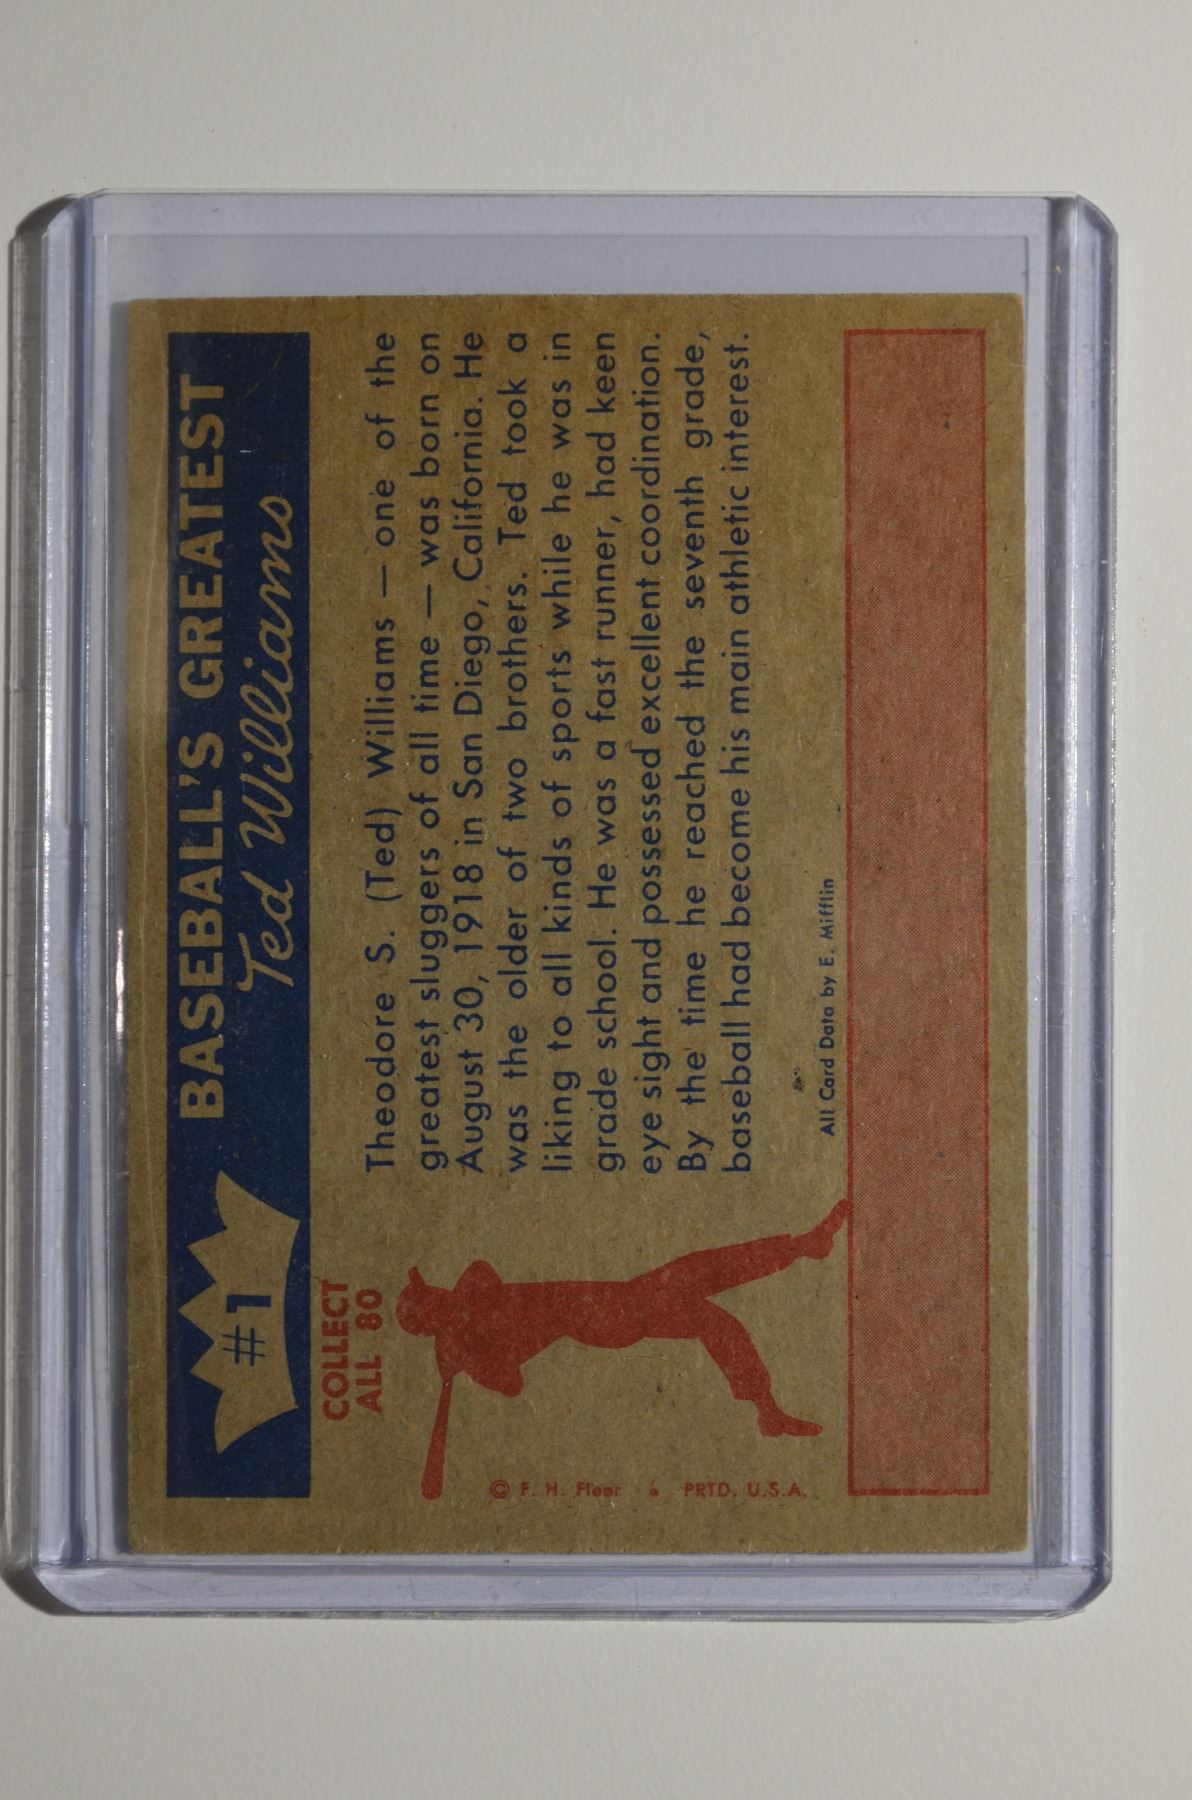 #1
BASEBALL'S GREATEST
Ted Williams
COLLECT
ALL 80
Theodore S. (Ted) Williams — one of the
greatest sluggers of all time — was born on
August 30, 1918 in San Diego, California. He
was the older of two brothers. Ted took a
liking to all kinds of sports while he was in
grade school. He was a fast runner, had keen
eye sight and possessed excellent coordination.
By the time he reached the seventh grade,
baseball had become his main athletic interest.
All Card Data by E. Mifflin
© F. H. Fleer • PRTD. U.S.A.